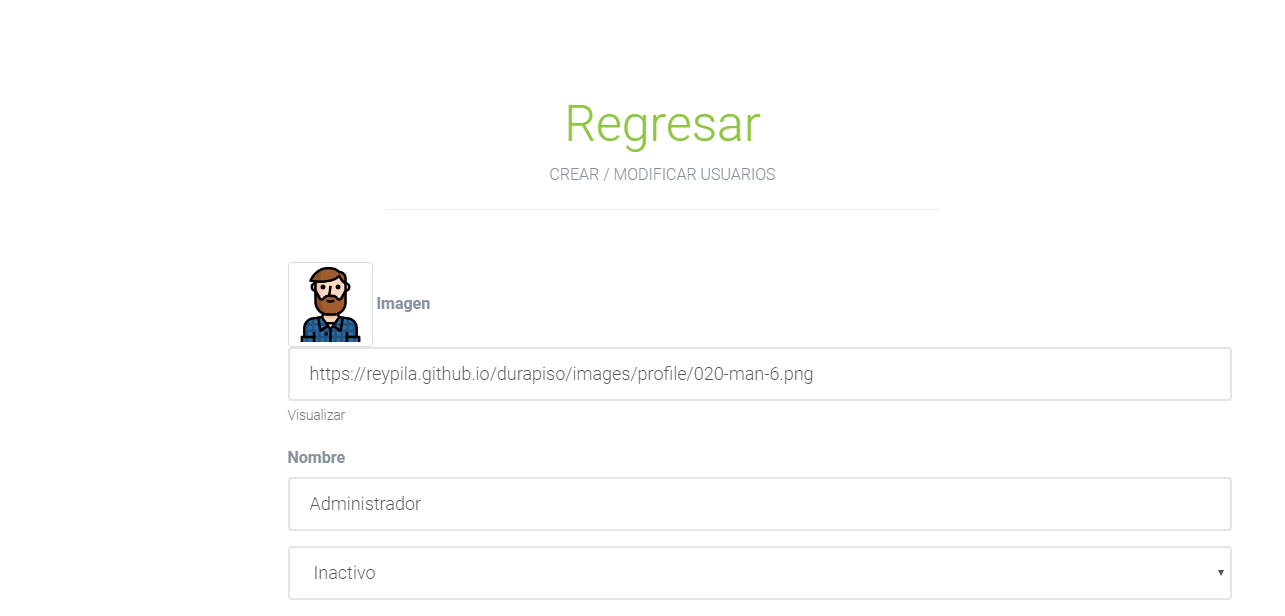 Regresar
CREAR / MODIFICAR USUARIOS
Imagen
https://reypila.github.io/durapiso/images/profile/020-man-6.png
Visualizar
Nombre
Administrador
Inactivo